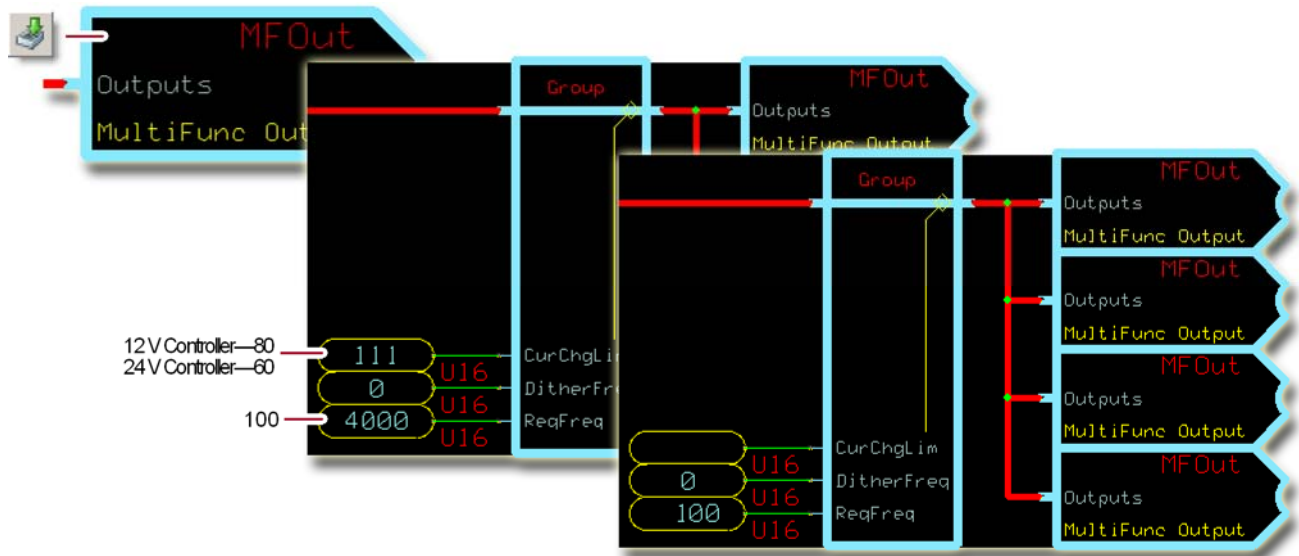 MFOut
Outputs
MultiFunc Out
Group
MFOut
Outputs
MultiFunc Output
12 V Controller—80
24 V Controller—60
100
111
U16
0
U16
4000
U16
CurChgLi
DitherFre
ReqFreq
Group
MFOut
Outputs
MultiFunc Output
MFOut
Outputs
MultiFunc Output
MFOut
Outputs
MultiFunc Output
MFOut
Outputs
MultiFunc Output
U16
0
U16
100
U16
CurChgLim
DitherFreq
ReqFreq